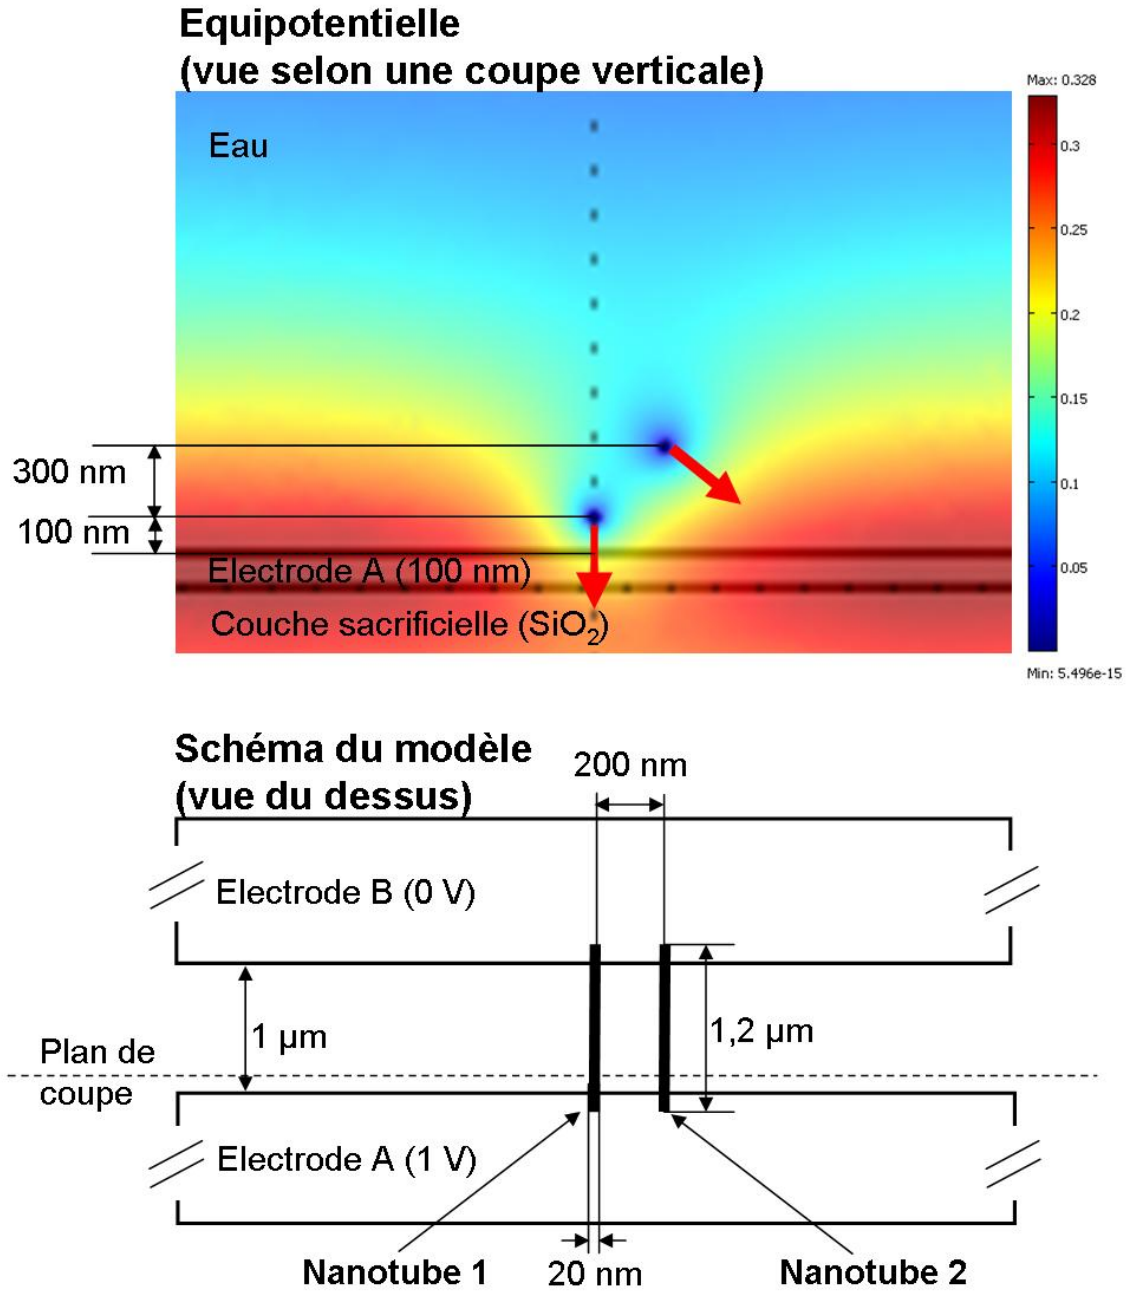 Equipotentielle
(vue selon une coupe verticale)
Max: 0.328
Eau
0.3
0.25
0.2
0.15
0.1
0.05
300 nm
100 nm
Electrode A (100 nm)
Couche sacrificielle (SiO₂)
Min: 5.496e-15
Schéma du modèle
(vue du dessus)
200 nm
Electrode B (0 V)
1 µm
1,2 µm
Plan de
coupe
Electrode A (1 V)
Nanotube 1
20 nm
Nanotube 2